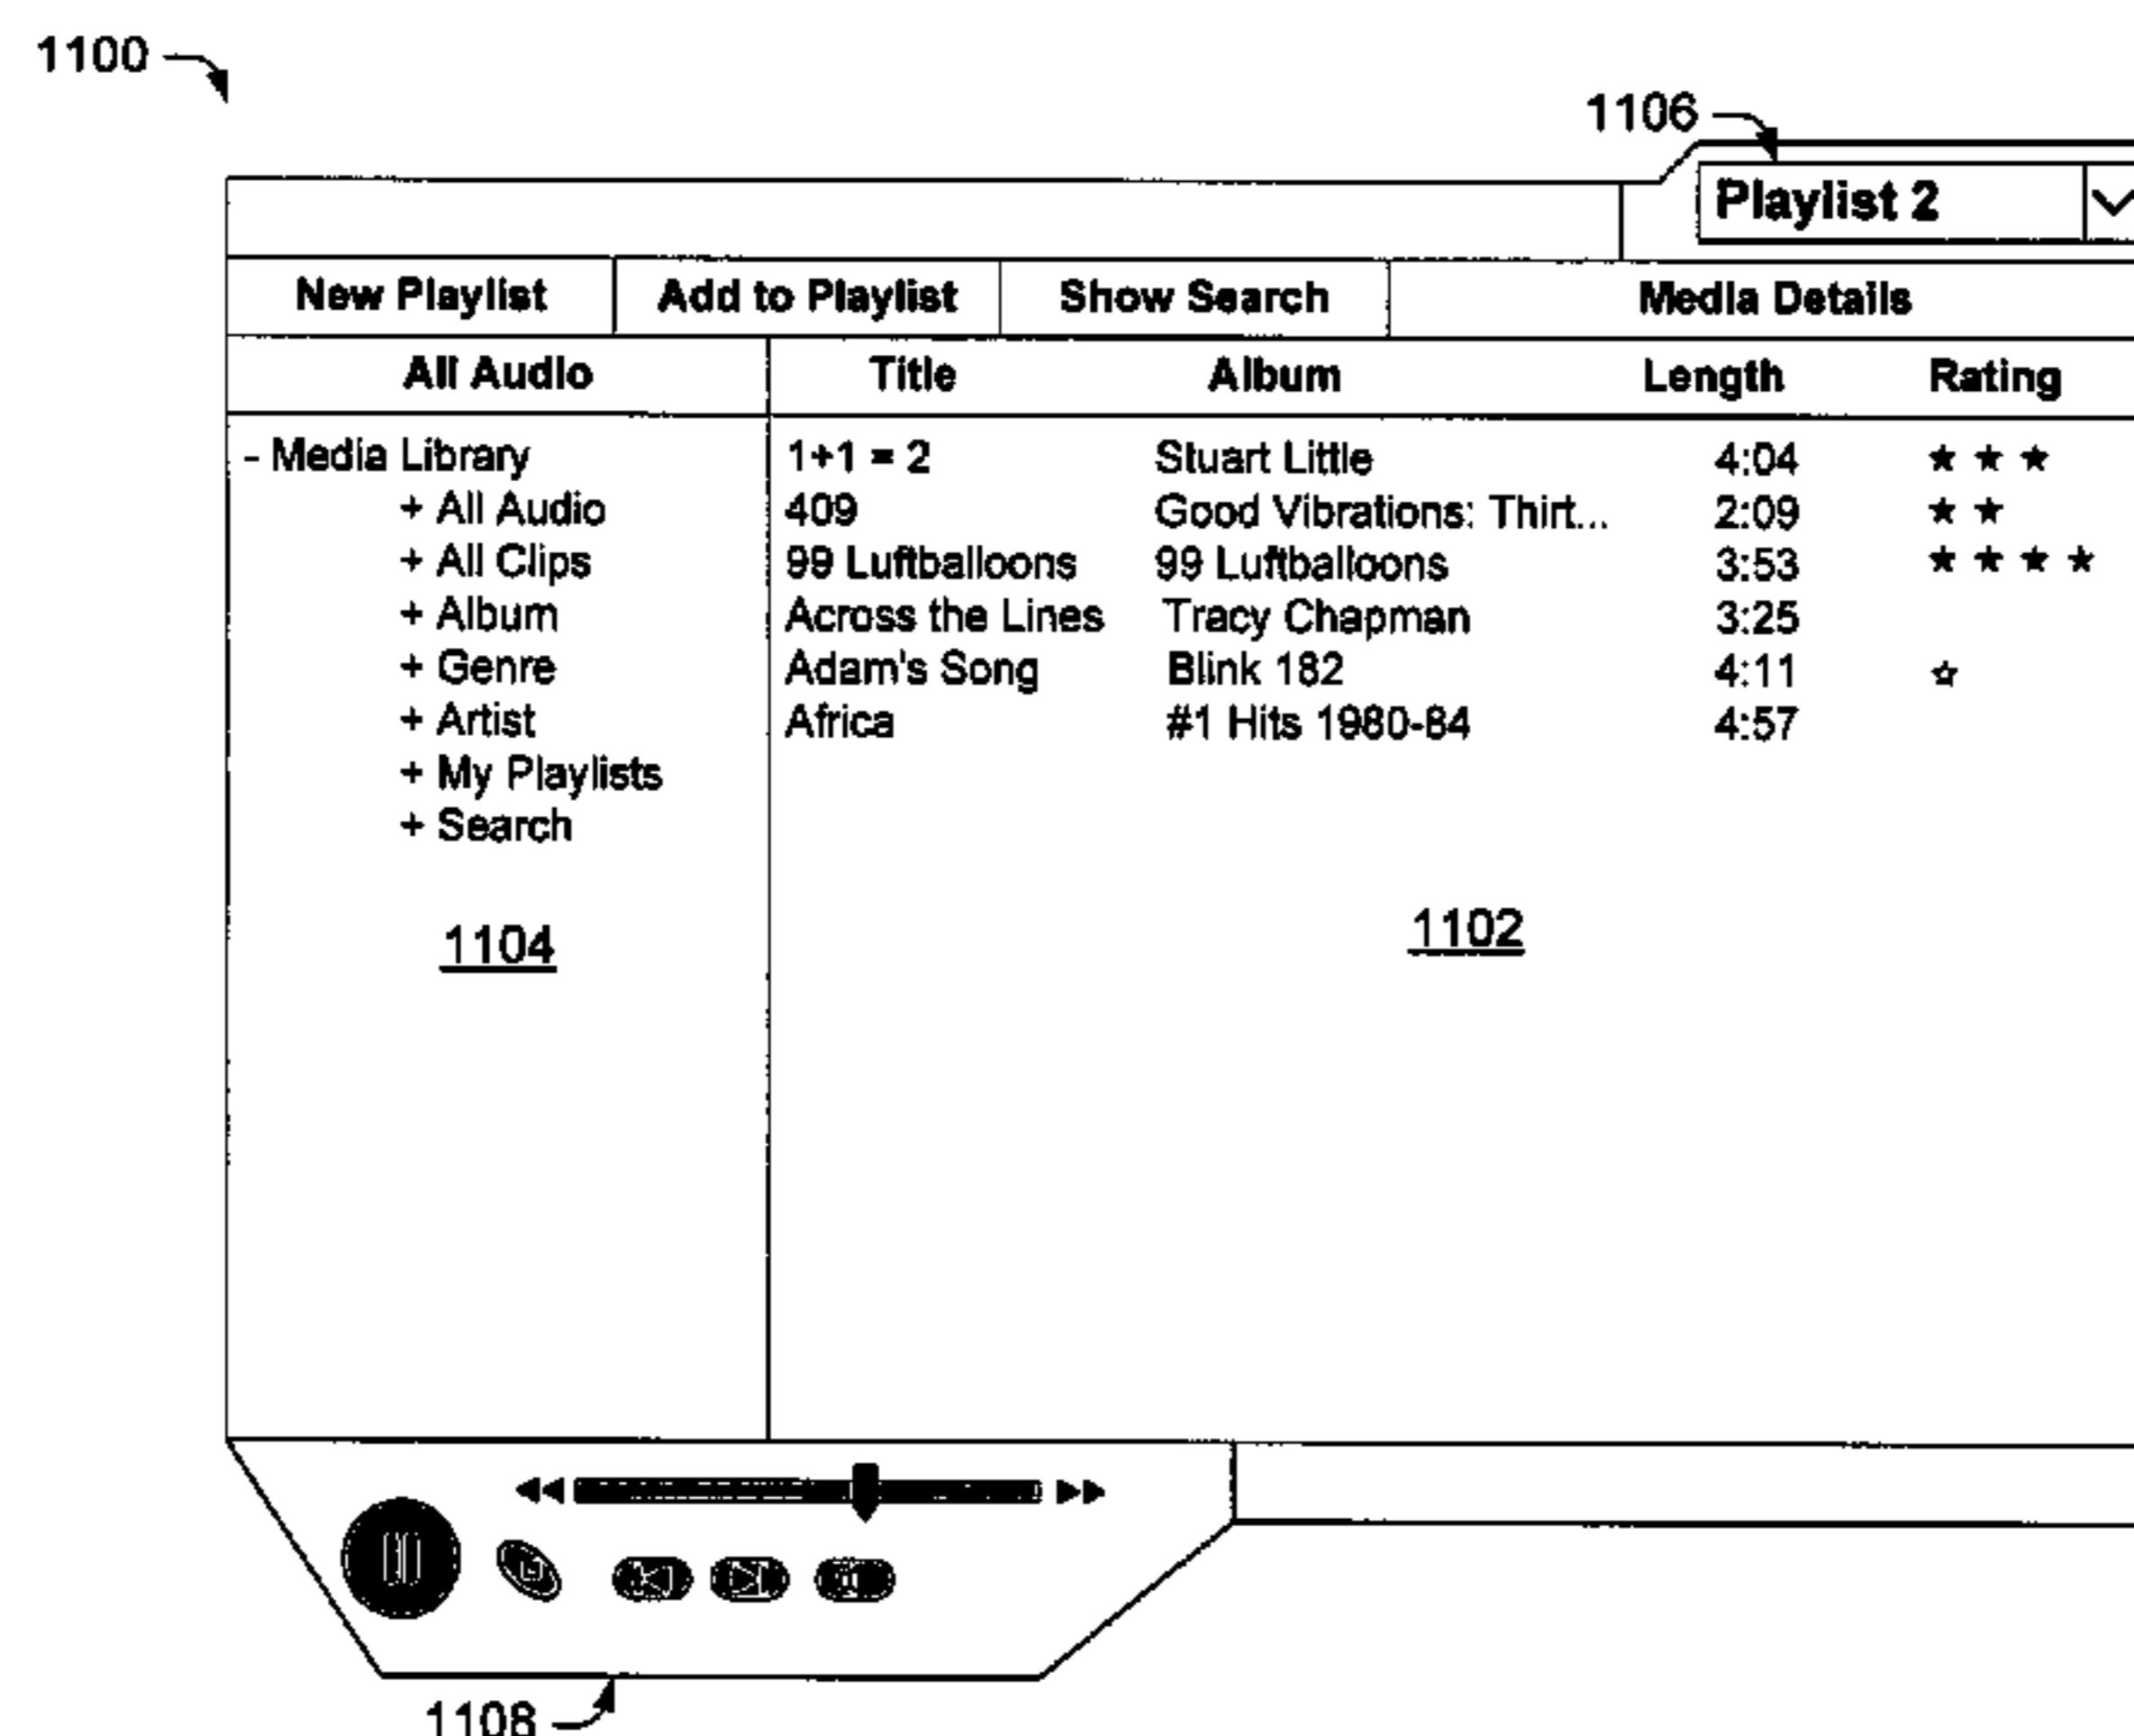 1100
1106
Playlist 2
New Playlist Add to Playlist Show Search Media Details
All Audio Title Album Length Rating
- Media Library 1+1 = 2 Stuart Little 4:04 ★ ★ ★
+ All Audio 409 Good Vibrations: Thirt... 2:09 ★ ★
+ All Clips 99 Luftballoons 99 Luftballoons 3:53 ★ ★ ★ ★
+ Album Across the Lines Tracy Chapman 3:25
+ Genre Adam's Song Blink 182 4:11 ☆
+ Artist Africa #1 Hits 1980-84 4:57
+ My Playlists
+ Search
1104 1102
1108